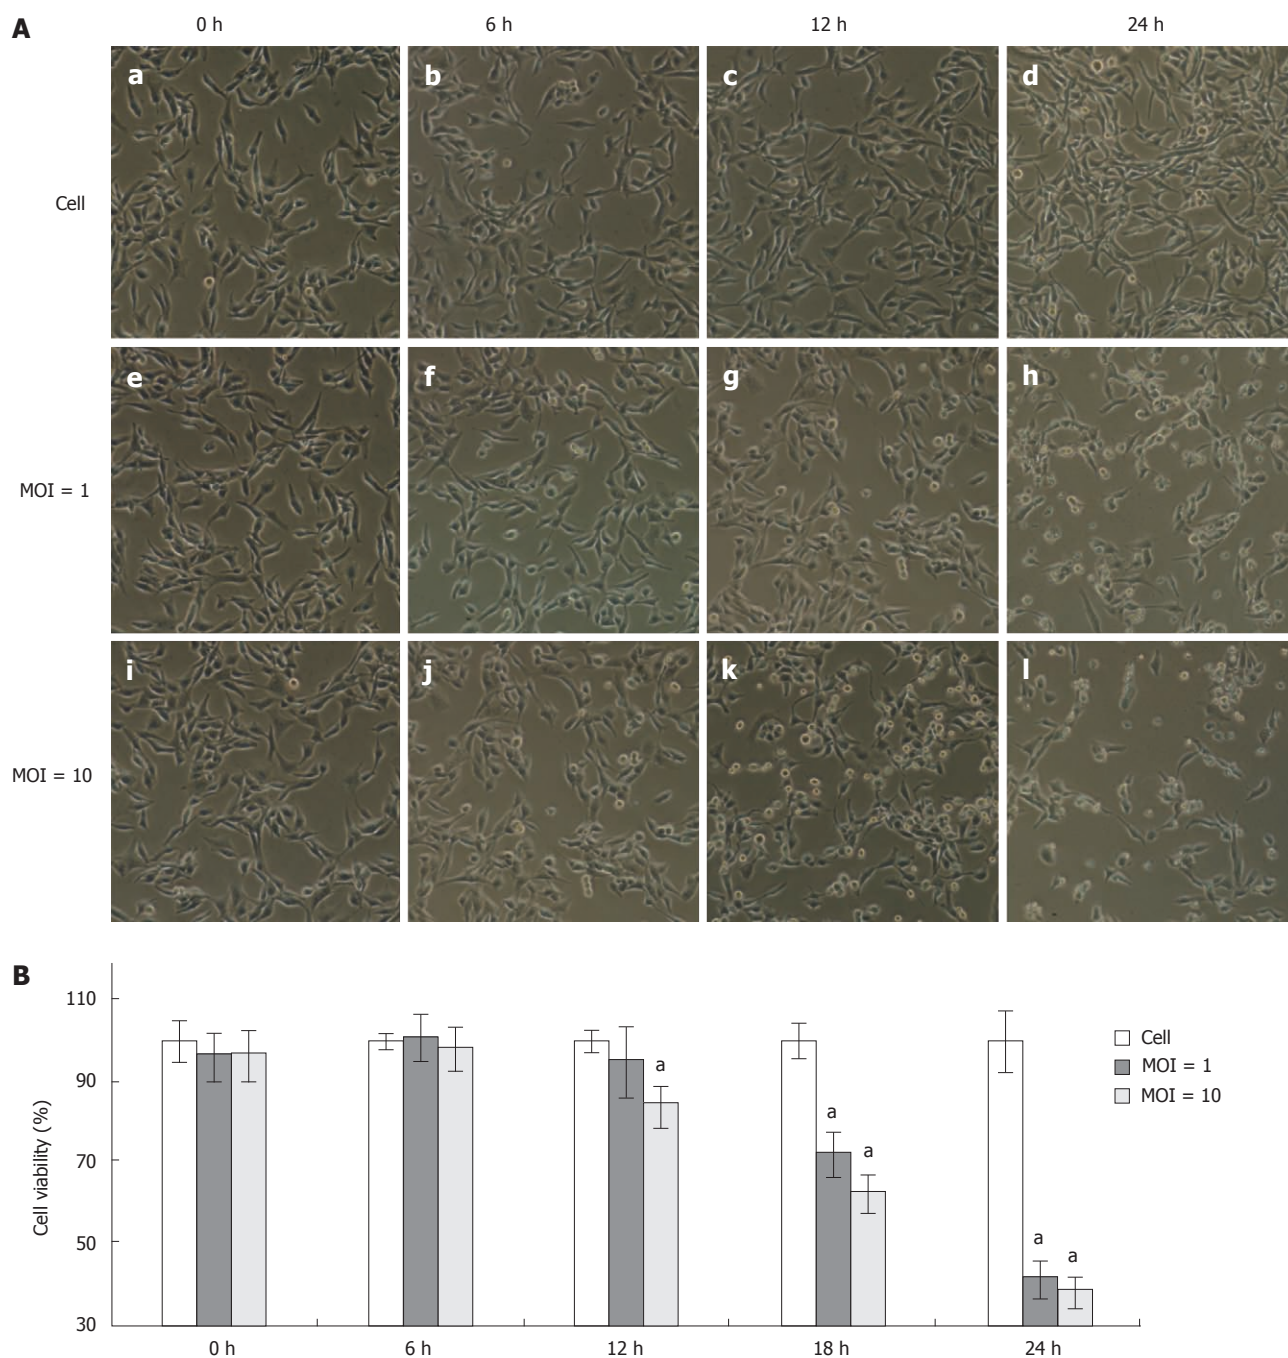 A
0 h 6 h 12 h 24 h
Cell
a b c d
MOI = 1
e f g h
MOI = 10
i j k l
B
110
90
70
50
30
Cell viability (%)
a
a
a
a
a
Cell
MOI = 1
MOI = 10
0 h 6 h 12 h 18 h 24 h